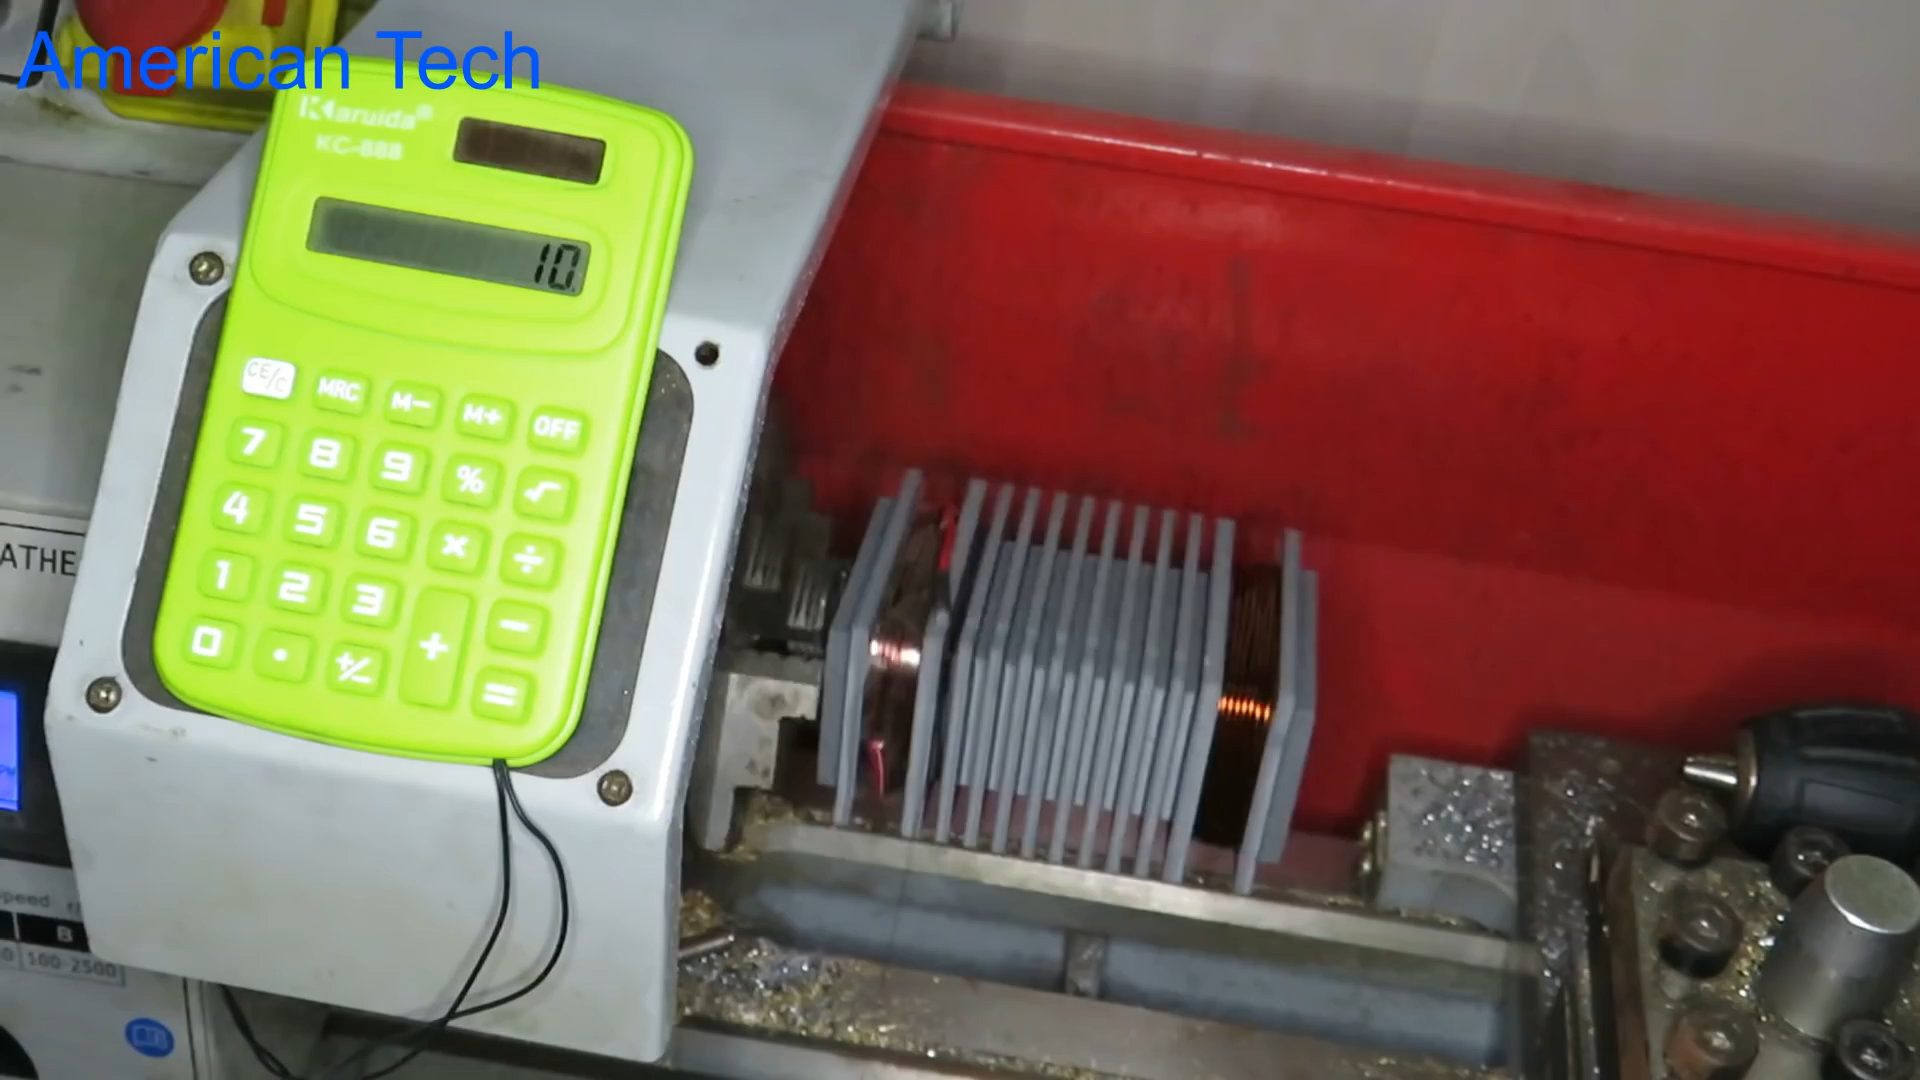 American Tech
Karuida®
KC-888
10.
CE/C MRC M− M+ OFF
7 8 9 % √
4 5 6 × ÷
1 2 3 + −
0 . +/− =
ATHE
speed
B
100-2500